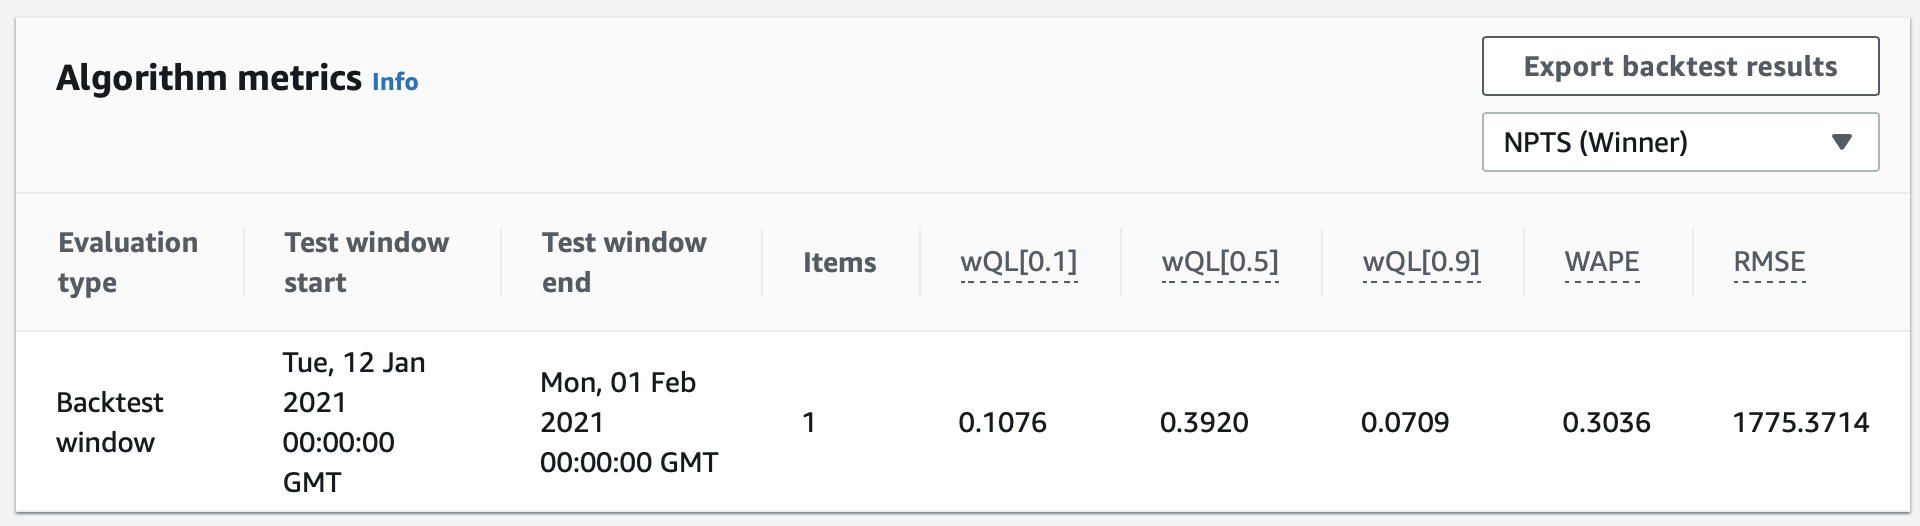 Algorithm metrics Info
Export backtest results
NPTS (Winner)
Evaluation
type
Test window
start
Test window
end
Items
wQL[0.1]
wQL[0.5]
wQL[0.9]
WAPE
RMSE
Backtest
window
Tue, 12 Jan
2021
00:00:00
GMT
Mon, 01 Feb
2021
00:00:00 GMT
1
0.1076
0.3920
0.0709
0.3036
1775.3714